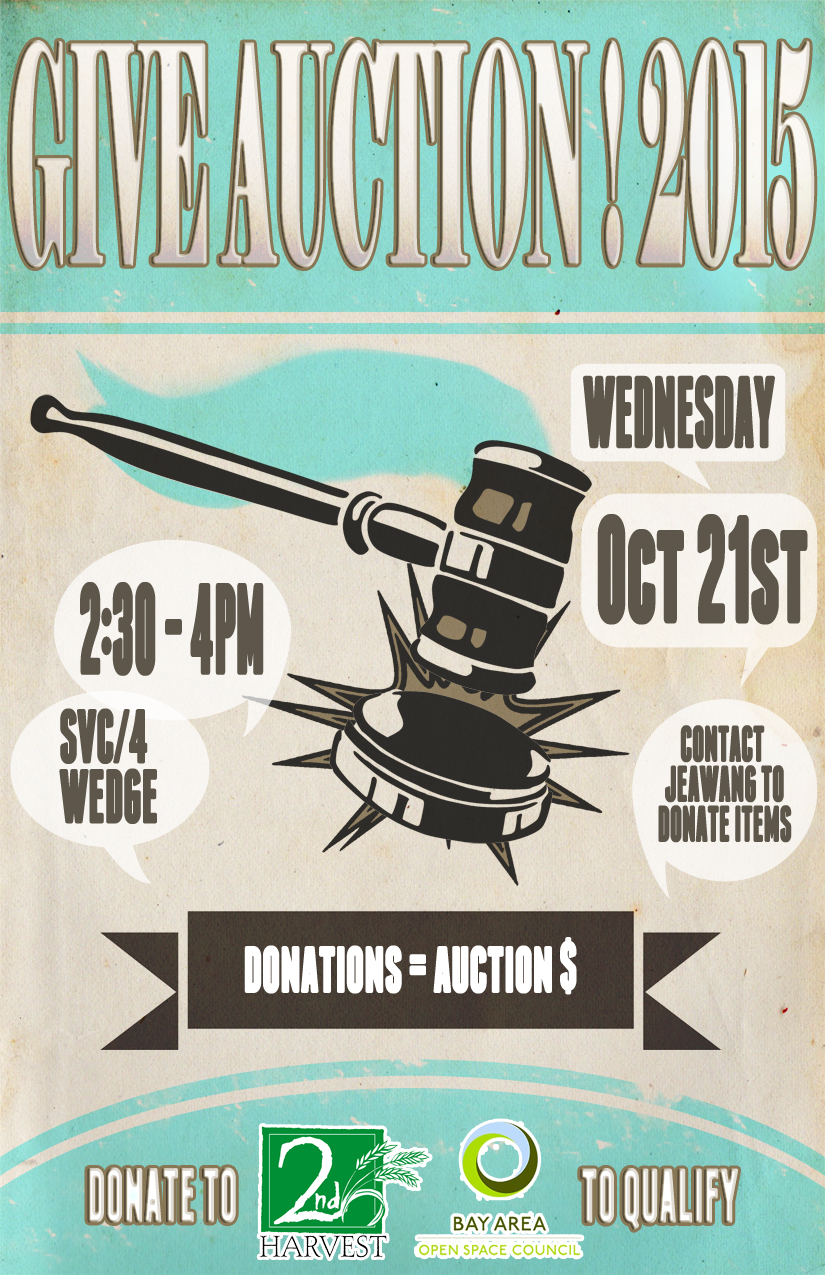 GIVE AUCTION! 2015
WEDNESDAY
OCT 21ST
2:30 - 4PM
SVC/4
WEDGE
CONTACT
JEAWANG TO
DONATE ITEMS
DONATIONS = AUCTION $
DONATE TO
2nd
HARVEST
BAY AREA
OPEN SPACE COUNCIL
TO QUALIFY